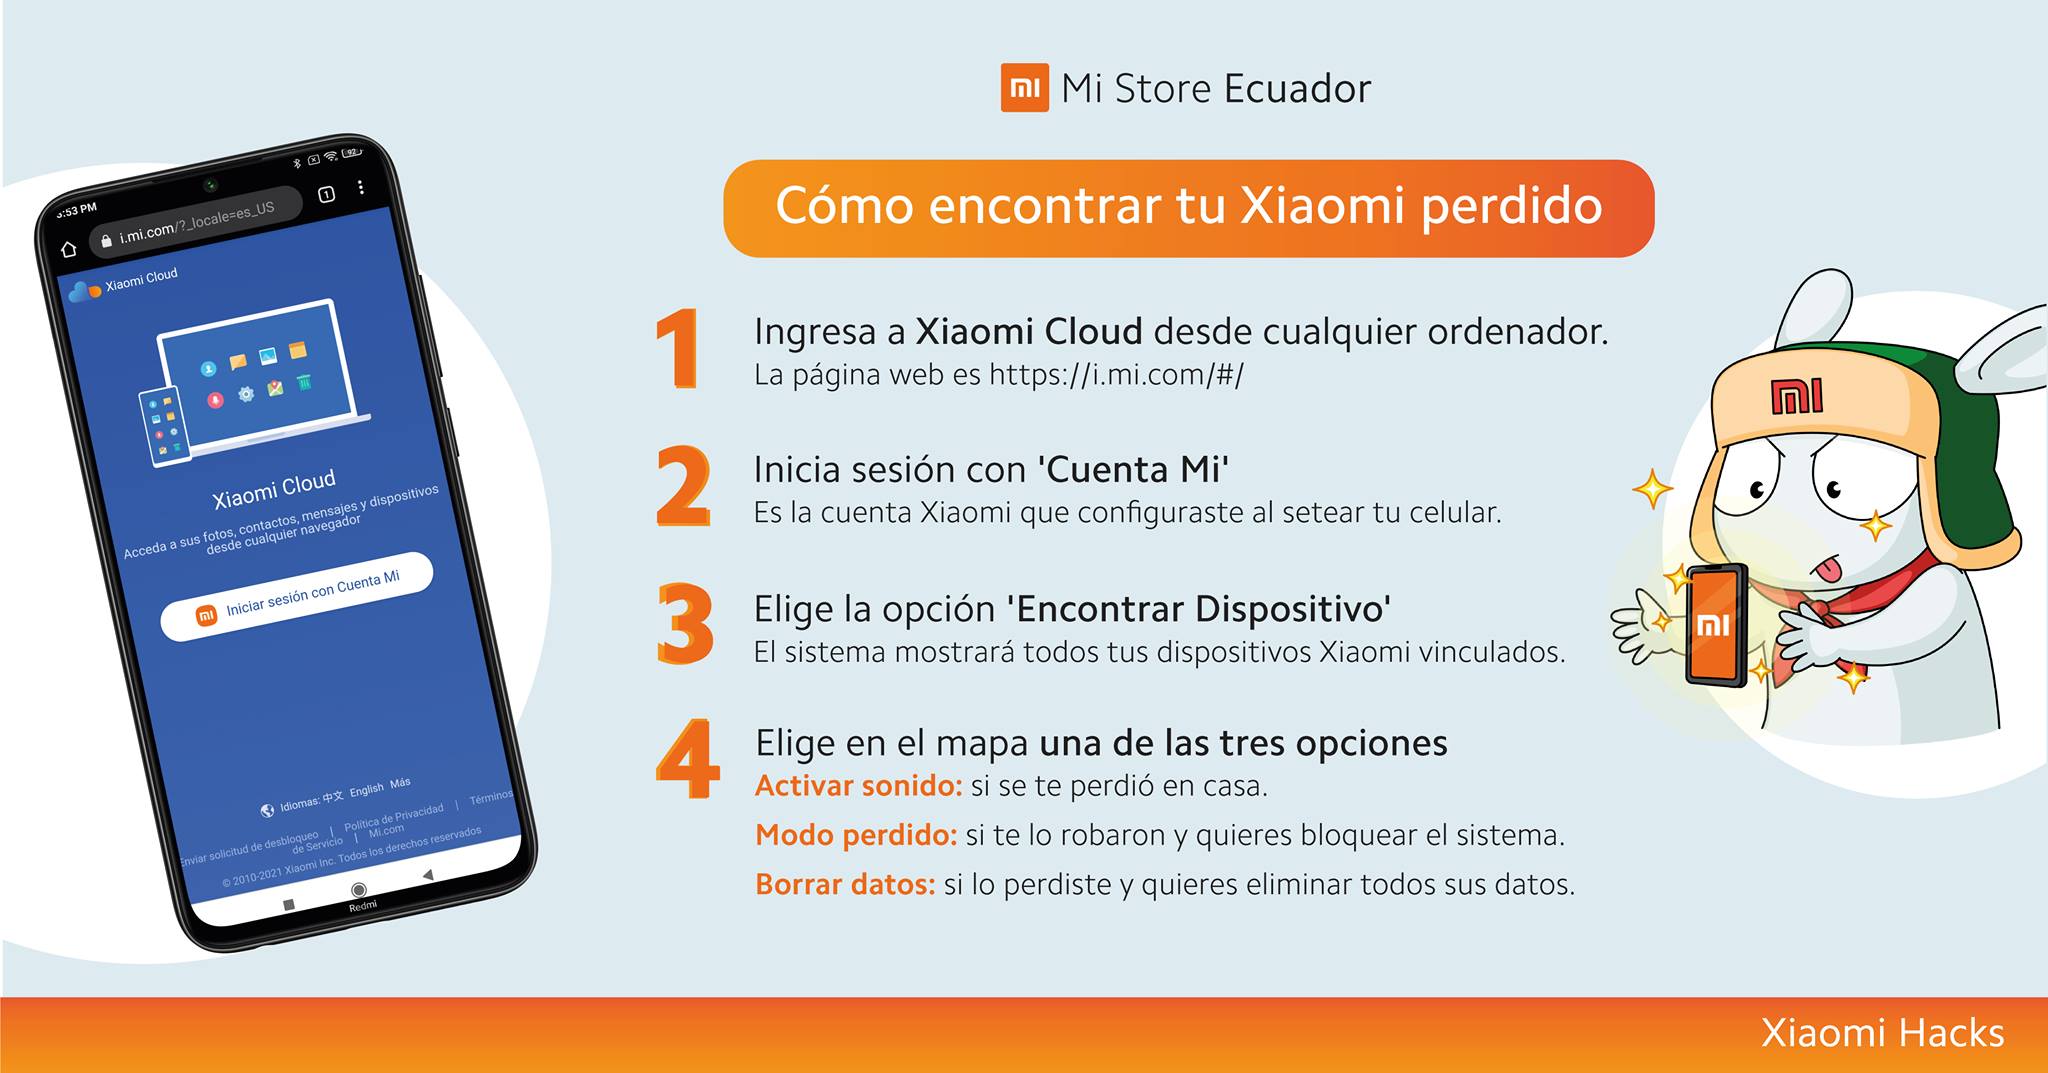 mi Mi Store Ecuador
Cómo encontrar tu Xiaomi perdido
1 Ingresa a Xiaomi Cloud desde cualquier ordenador.
La página web es https://i.mi.com/#/
2 Inicia sesión con 'Cuenta Mi'
Es la cuenta Xiaomi que configuraste al setear tu celular.
3 Elige la opción 'Encontrar Dispositivo'
El sistema mostrará todos tus dispositivos Xiaomi vinculados.
4 Elige en el mapa una de las tres opciones
Activar sonido: si se te perdió en casa.
Modo perdido: si te lo robaron y quieres bloquear el sistema.
Borrar datos: si lo perdiste y quieres eliminar todos sus datos.
:53 PM
92
i.mi.com/?_locale=es_US
1
Xiaomi Cloud
Xiaomi Cloud
Acceda a sus fotos, contactos, mensajes y dispositivos
desde cualquier navegador
mi Iniciar sesión con Cuenta Mi
Idiomas: 中文 English Más
Enviar solicitud de desbloqueo | Política de Privacidad | Términos
de Servicio | Mi.com
© 2010-2021 Xiaomi Inc. Todos los derechos reservados
Redmi
mi
mi
Xiaomi Hacks